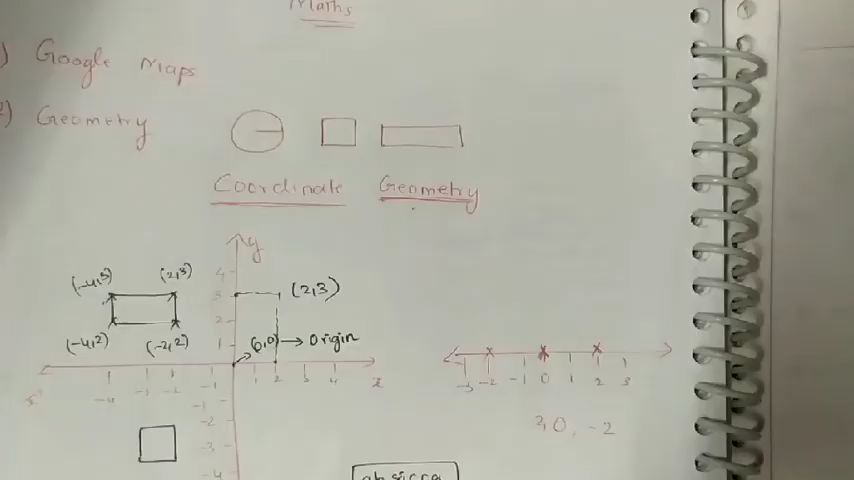 Maths
1) Google Maps
2) Geometry
Coordinate Geometry
y
4
(-4,3) (2,3)
3 (2,3)
2
(-4,2) (-2,2) 1 (0,0) → Origin
-4 -3 -2 -1 1 2 3 4 x
-3 -2 -1 0 1 2 3
-1
-2
2,0, -2
-3
-4
abscissa